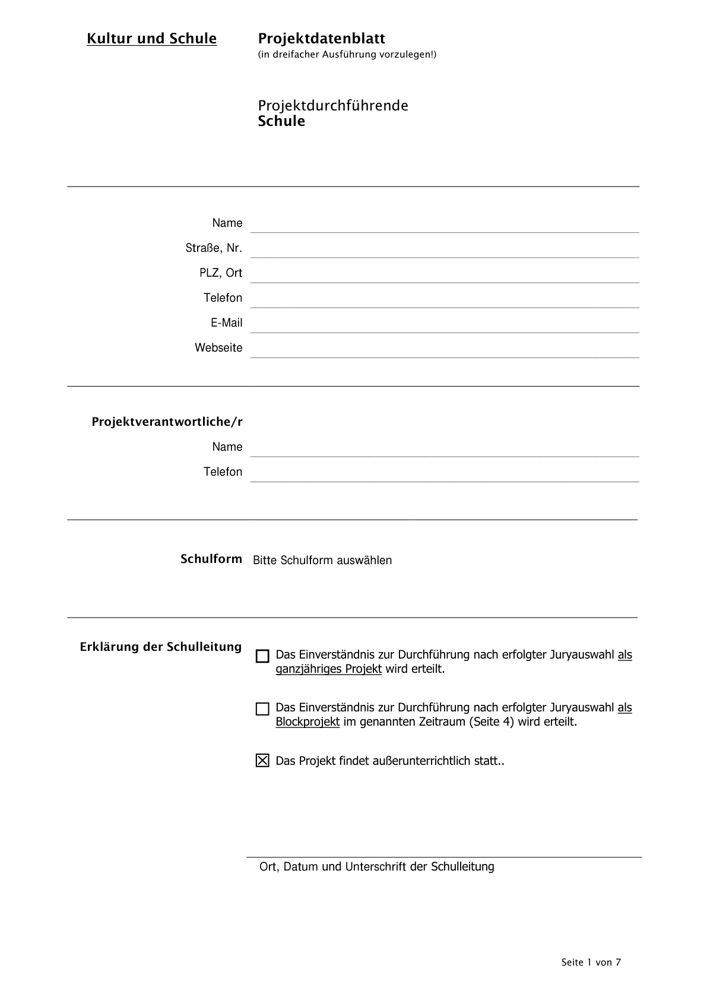 Kultur und Schule
Projektdatenblatt
(in dreifacher Ausführung vorzulegen!)
Projektdurchführende
Schule
Name
Straße, Nr.
PLZ, Ort
Telefon
E-Mail
Webseite
Projektverantwortliche/r
Name
Telefon
Schulform Bitte Schulform auswählen
Erklärung der Schulleitung
Das Einverständnis zur Durchführung nach erfolgter Juryauswahl als
ganzjähriges Projekt wird erteilt.
Das Einverständnis zur Durchführung nach erfolgter Juryauswahl als
Blockprojekt im genannten Zeitraum (Seite 4) wird erteilt.
☒ Das Projekt findet außerunterrichtlich statt..
Ort, Datum und Unterschrift der Schulleitung
Seite 1 von 7